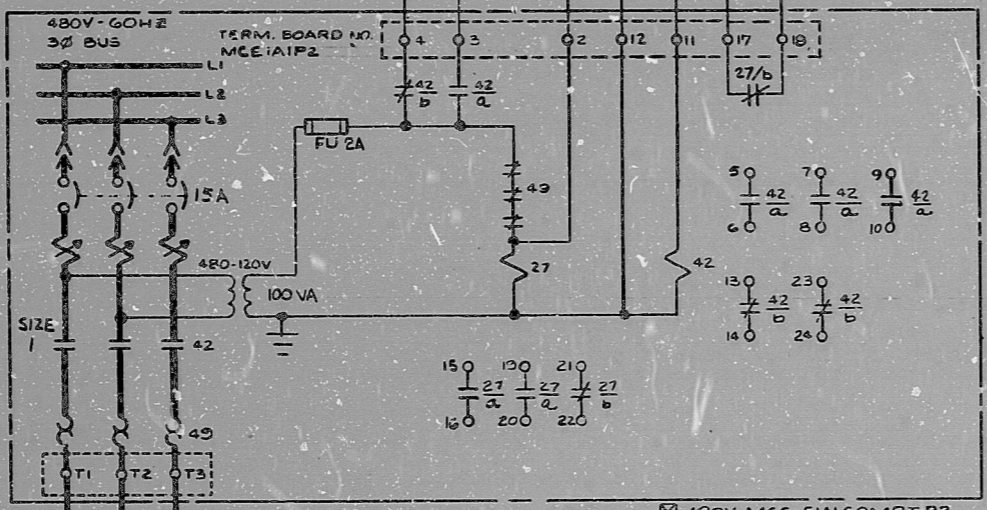 480V-60HZ
3Ø BUS
TERM. BOARD NO.
MCE1A1P2
4 3 2 12 11 17 18
L1
L2
L3
42/b
42/a
27/b
FU 2A
15A
49
5
42/a
6
7
42/a
8
9
42/a
10
480-120V
100 VA
27
42
13
42/b
14
23
42/b
24
SIZE
1
42
15
27/a
16
19
27/a
20
21
27/b
22
49
T1 T2 T3